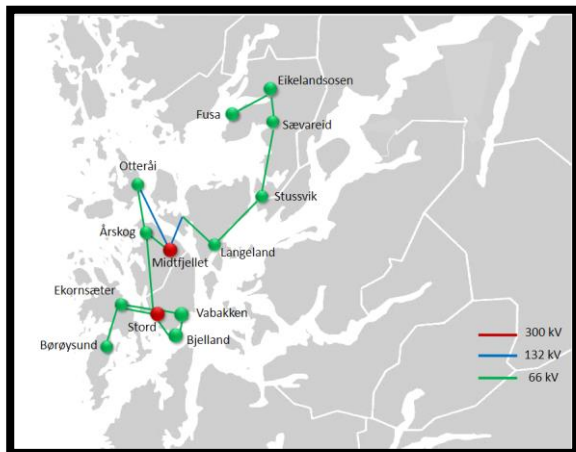 Eikelandsosen
Fusa
Sævareid
Otteråi
Stussvik
Årskog
Langeland
Midtfjellet
Ekornsæter
Vabakken
Stord
Bjelland
Børøysund
300 kV
132 kV
66 kV